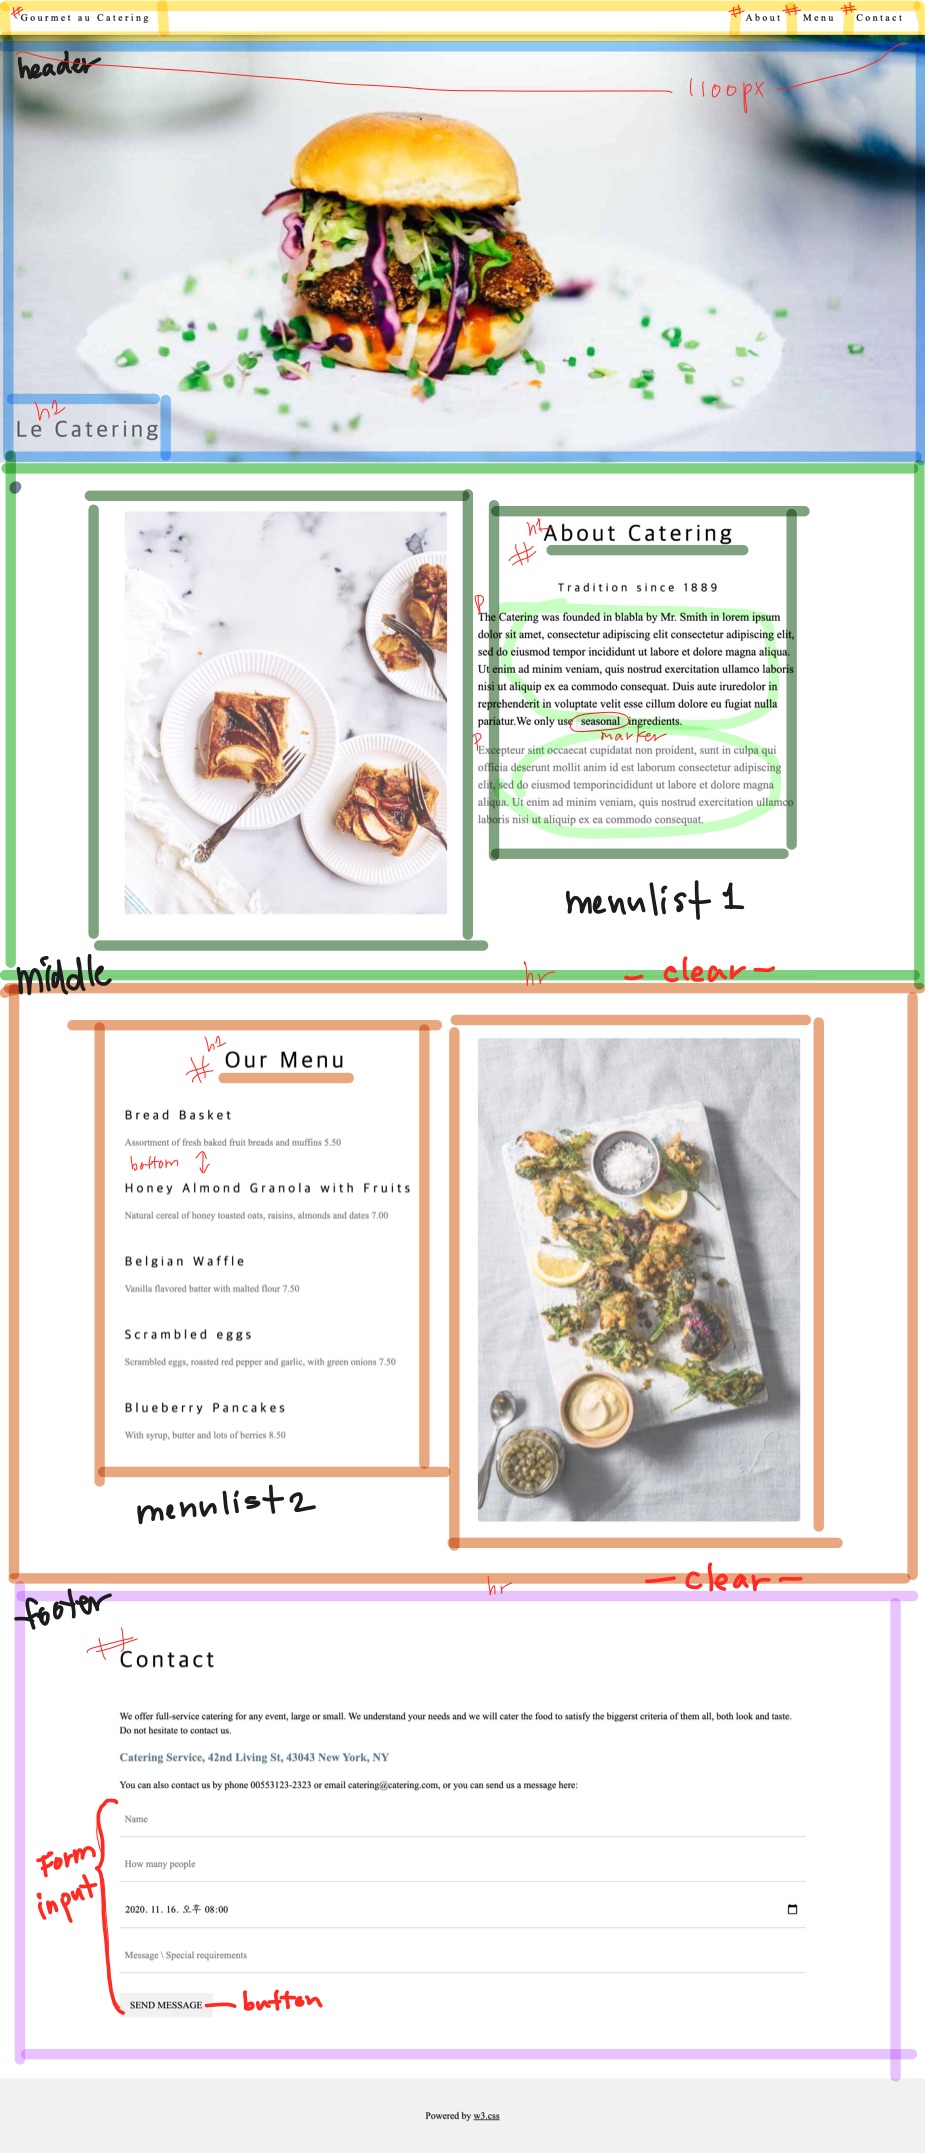 # Gourmet au Catering
# About # Menu # Contact
header
1100px
h1
Le Catering
h1
# About Catering
Tradition since 1889
P
The Catering was founded in blabla by Mr. Smith in lorem ipsum
dolor sit amet, consectetur adipiscing elit consectetur adipiscing elit,
sed do eiusmod tempor incididunt ut labore et dolore magna aliqua.
Ut enim ad minim veniam, quis nostrud exercitation ullamco laboris
nisi ut aliquip ex ea commodo consequat. Duis aute iruredolor in
reprehenderit in voluptate velit esse cillum dolore eu fugiat nulla
pariatur.We only use seasonal ingredients.
marker
P
Excepteur sint occaecat cupidatat non proident, sunt in culpa qui
officia deserunt mollit anim id est laborum consectetur adipiscing
elit, sed do eiusmod temporincididunt ut labore et dolore magna
aliqua. Ut enim ad minim veniam, quis nostrud exercitation ullamco
laboris nisi ut aliquip ex ea commodo consequat.
menulist 1
middle
hr - clear -
h1
# Our Menu
Bread Basket
Assortment of fresh baked fruit breads and muffins 5.50
bottom
Honey Almond Granola with Fruits
Natural cereal of honey toasted oats, raisins, almonds and dates 7.00
Belgian Waffle
Vanilla flavored batter with malted flour 7.50
Scrambled eggs
Scrambled eggs, roasted red pepper and garlic, with green onions 7.50
Blueberry Pancakes
With syrup, butter and lots of berries 8.50
menulist2
hr - clear -
footer
# Contact
We offer full-service catering for any event, large or small. We understand your needs and we will cater the food to satisfy the biggerst criteria of them all, both look and taste.
Do not hesitate to contact us.
Catering Service, 42nd Living St, 43043 New York, NY
You can also contact us by phone 00553123-2323 or email catering@catering.com, or you can send us a message here:
Name
Form
input
How many people
2020. 11. 16. 오후 08:00
Message \ Special requirements
SEND MESSAGE - button
Powered by w3.css